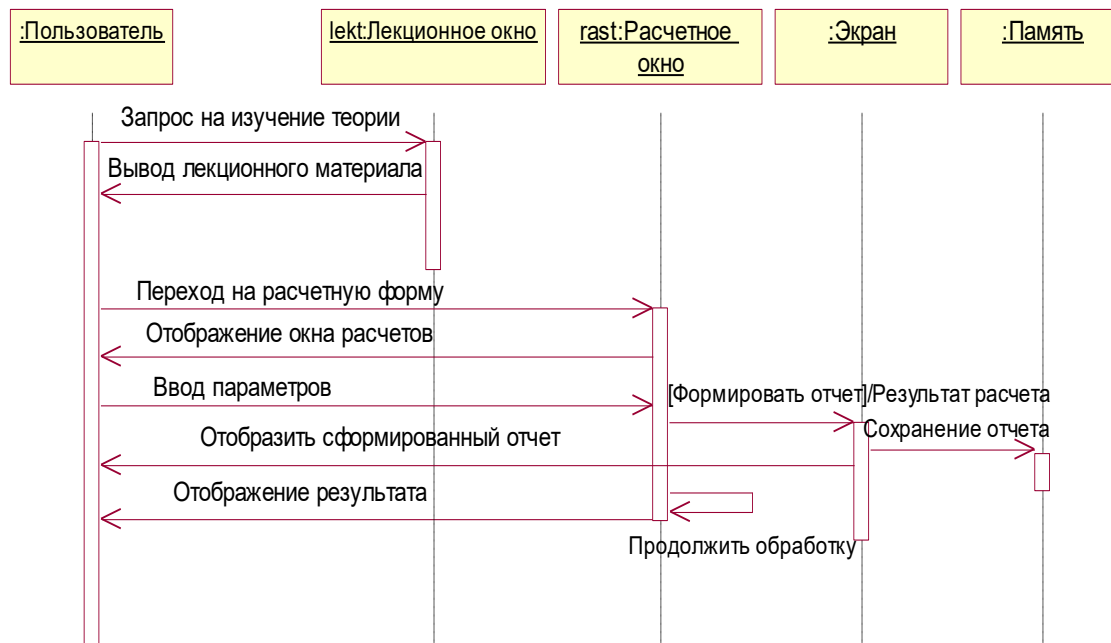 :Пользователь
lekt:Лекционное окно
rast:Расчетное
окно
:Экран
:Память
Запрос на изучение теории
Вывод лекционного материала
Переход на расчетную форму
Отображение окна расчетов
Ввод параметров
[Формировать отчет]/Результат расчета
Сохранение отчета
Отобразить сформированный отчет
Отображение результата
Продолжить обработку